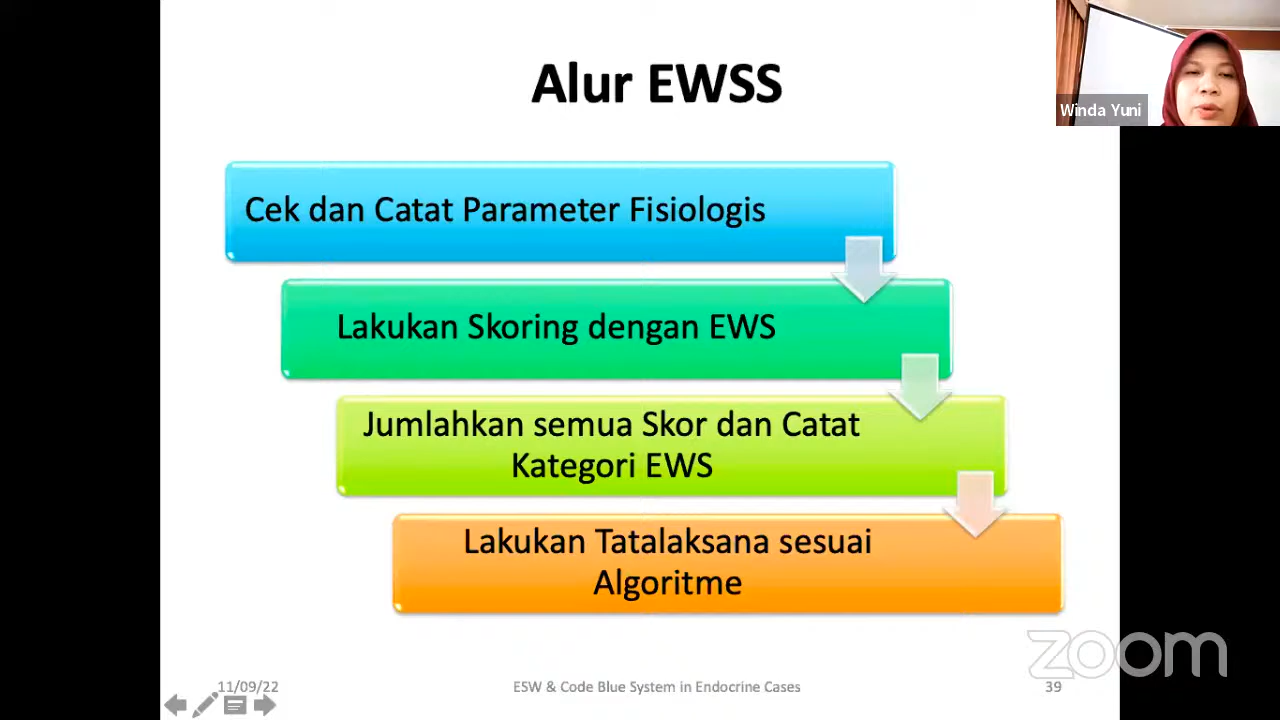 Alur EWSS
Winda Yuni
Cek dan Catat Parameter Fisiologis
Lakukan Skoring dengan EWS
Jumlahkan semua Skor dan Catat
Kategori EWS
Lakukan Tatalaksana sesuai
Algoritme
zoom
11/09/22
ESW & Code Blue System in Endocrine Cases
39